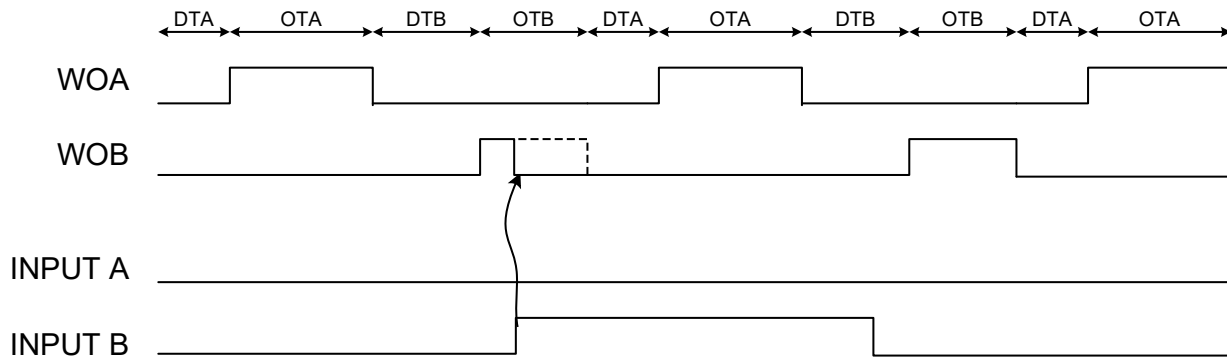 DTA OTA DTB OTB DTA OTA DTB OTB DTA OTA
WOA
WOB
INPUT A
INPUT B